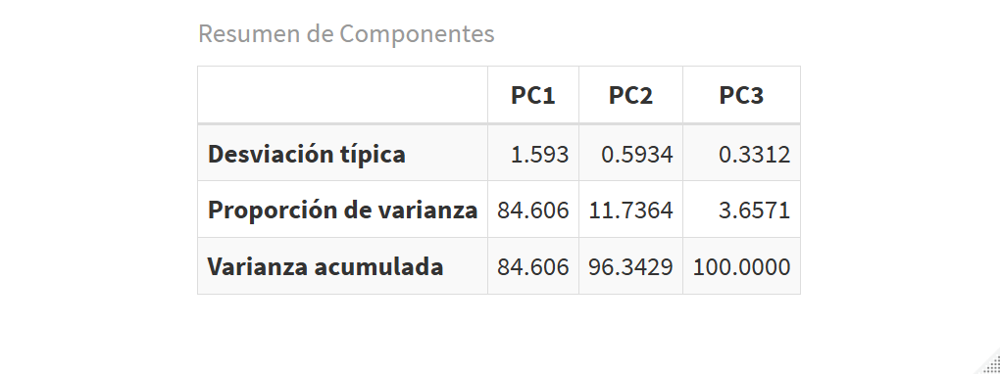 Resumen de Componentes
PC1 PC2 PC3
Desviación típica 1.593 0.5934 0.3312
Proporción de varianza 84.606 11.7364 3.6571
Varianza acumulada 84.606 96.3429 100.0000